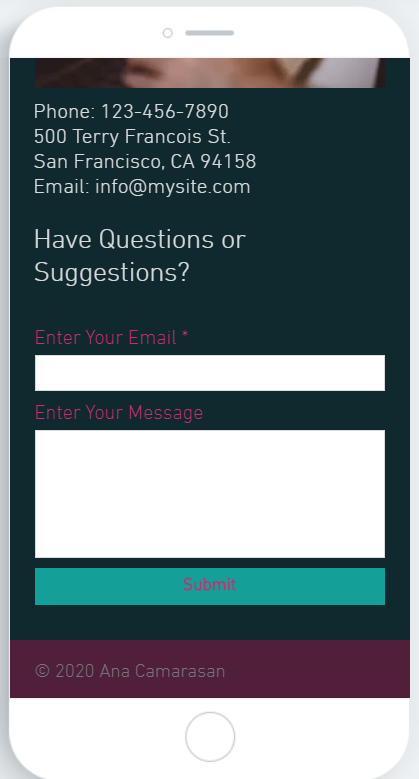 Phone: 123-456-7890
500 Terry Francois St.
San Francisco, CA 94158
Email: info@mysite.com
Have Questions or
Suggestions?
Enter Your Email *
Enter Your Message
Submit
© 2020 Ana Camarasan